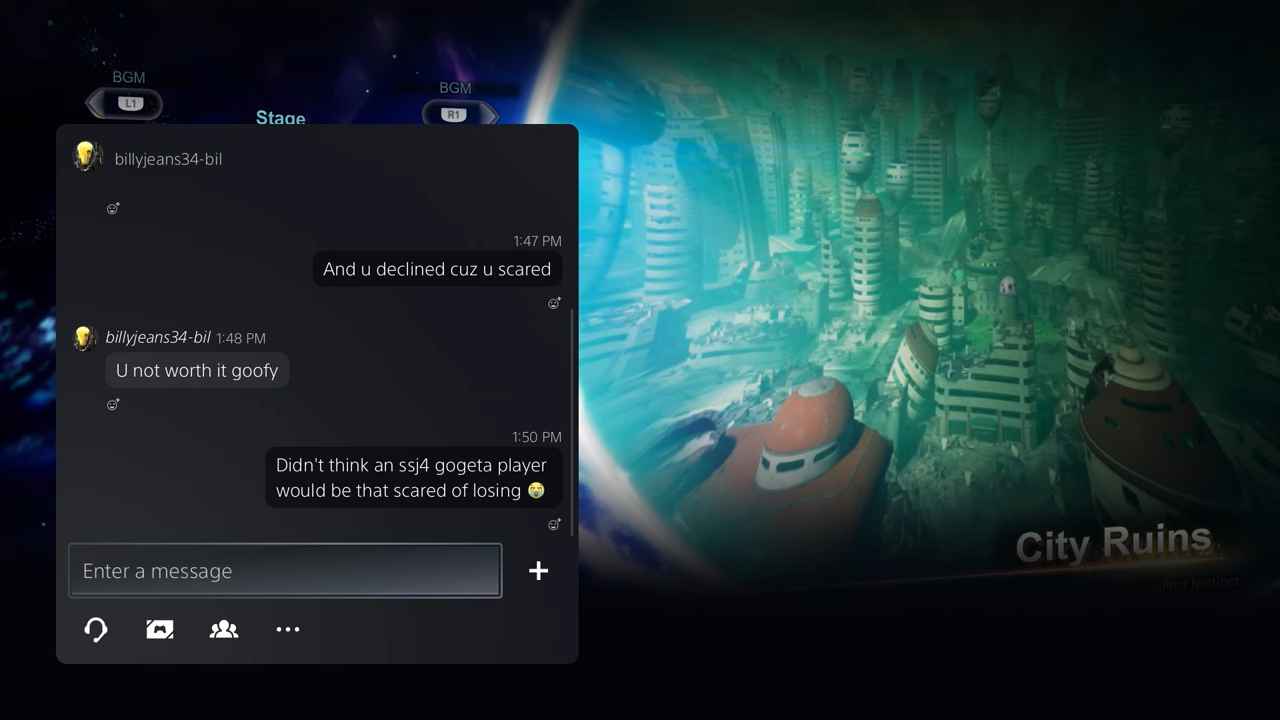 BGM
L1
BGM
R1
Stage
billyjeans34-bil
1:47 PM
And u declined cuz u scared
billyjeans34-bil 1:48 PM
U not worth it goofy
1:50 PM
Didn't think an ssj4 gogeta player
would be that scared of losing 😭
Enter a message
City Ruins
Ultra Instinct